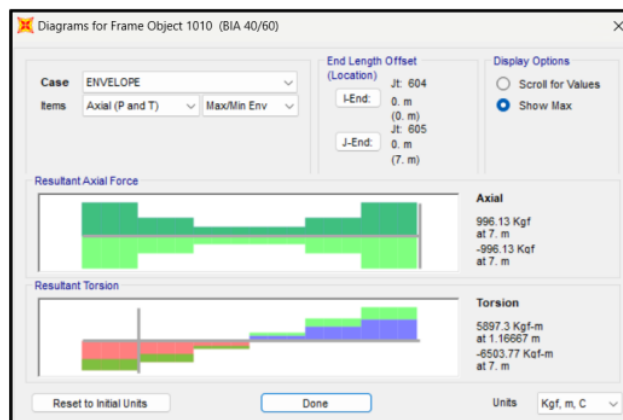 Diagrams for Frame Object 1010 (BIA 40/60)
Case ENVELOPE
Items Axial (P and T) Max/Min Env
End Length Offset
(Location)
Jt: 604
I-End: 0. m
(0. m)
Jt: 605
J-End: 0. m
(7. m)
Display Options
Scroll for Values
Show Max
Resultant Axial Force
Axial
996.13 Kgf
at 7. m
-996.13 Kgf
at 7. m
Resultant Torsion
Torsion
5897.3 Kgf-m
at 1.16667 m
-6503.77 Kgf-m
at 7. m
Reset to Initial Units Done Units Kgf, m, C